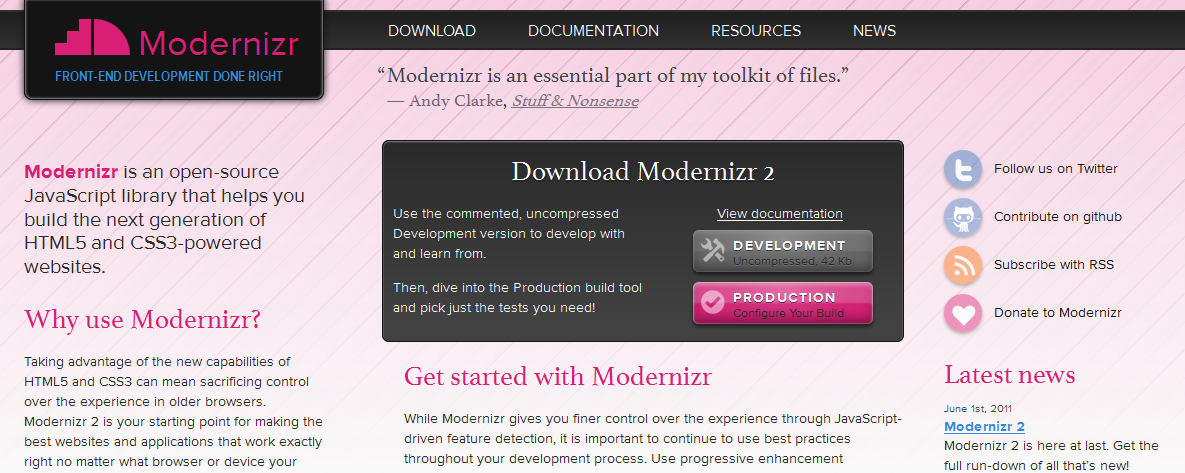 Modernizr
FRONT-END DEVELOPMENT DONE RIGHT
DOWNLOAD
DOCUMENTATION
RESOURCES
NEWS
“Modernizr is an essential part of my toolkit of files.”
— Andy Clarke, Stuff & Nonsense
Modernizr is an open-source
JavaScript library that helps you
build the next generation of
HTML5 and CSS3-powered
websites.
Why use Modernizr?
Taking advantage of the new capabilities of
HTML5 and CSS3 can mean sacrificing control
over the experience in older browsers.
Modernizr 2 is your starting point for making the
best websites and applications that work exactly
right no matter what browser or device your
Download Modernizr 2
Use the commented, uncompressed
Development version to develop with
and learn from.
Then, dive into the Production build tool
and pick just the tests you need!
View documentation
DEVELOPMENT
Uncompressed, 42 Kb
PRODUCTION
Configure Your Build
Get started with Modernizr
While Modernizr gives you finer control over the experience through JavaScript-
driven feature detection, it is important to continue to use best practices
throughout your development process. Use progressive enhancement
Follow us on Twitter
Contribute on github
Subscribe with RSS
Donate to Modernizr
Latest news
June 1st, 2011
Modernizr 2
Modernizr 2 is here at last. Get the
full run-down of all that’s new!